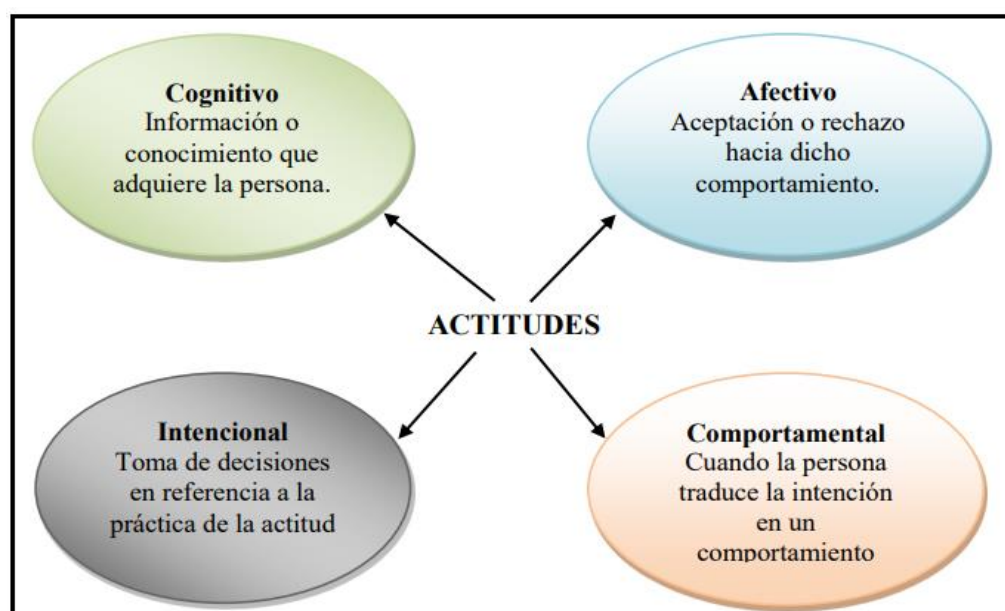 Cognitivo
Información o
conocimiento que
adquiere la persona.
Afectivo
Aceptación o rechazo
hacia dicho
comportamiento.
ACTITUDES
Intencional
Toma de decisiones
en referencia a la
práctica de la actitud
Comportamental
Cuando la persona
traduce la intención
en un
comportamiento